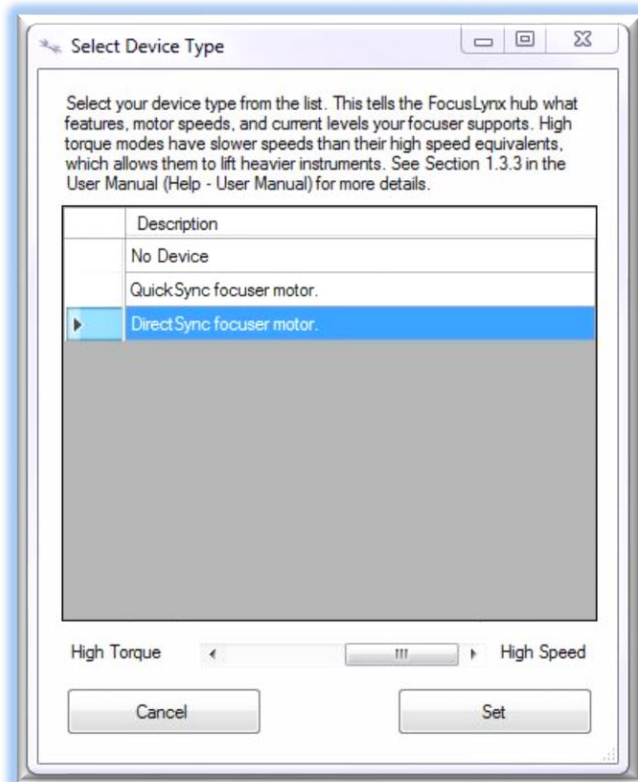 Select Device Type
Select your device type from the list. This tells the FocusLynx hub what
features, motor speeds, and current levels your focuser supports. High
torque modes have slower speeds than their high speed equivalents,
which allows them to lift heavier instruments. See Section 1.3.3 in the
User Manual (Help - User Manual) for more details.
Description
No Device
QuickSync focuser motor.
DirectSync focuser motor.
High Torque High Speed
Cancel Set